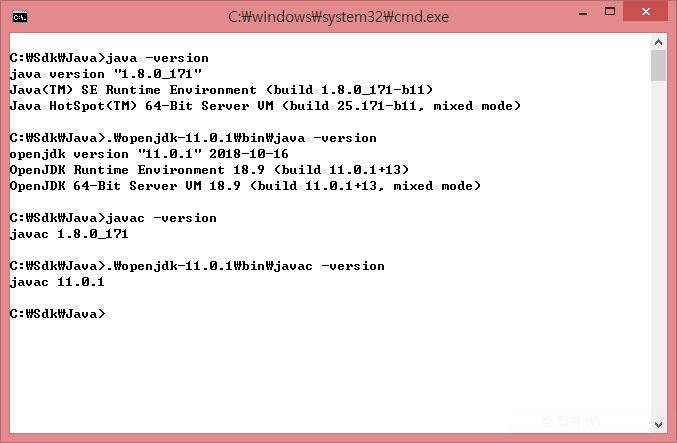 C:₩windows₩system32₩cmd.exe
C:₩Sdk₩Java>java -version
java version "1.8.0_171"
Java(TM) SE Runtime Environment (build 1.8.0_171-b11)
Java HotSpot(TM) 64-Bit Server VM (build 25.171-b11, mixed mode)
C:₩Sdk₩Java>.₩openjdk-11.0.1₩bin₩java -version
openjdk version "11.0.1" 2018-10-16
OpenJDK Runtime Environment 18.9 (build 11.0.1+13)
OpenJDK 64-Bit Server VM 18.9 (build 11.0.1+13, mixed mode)
C:₩Sdk₩Java>javac -version
javac 1.8.0_171
C:₩Sdk₩Java>.₩openjdk-11.0.1₩bin₩javac -version
javac 11.0.1
C:₩Sdk₩Java>